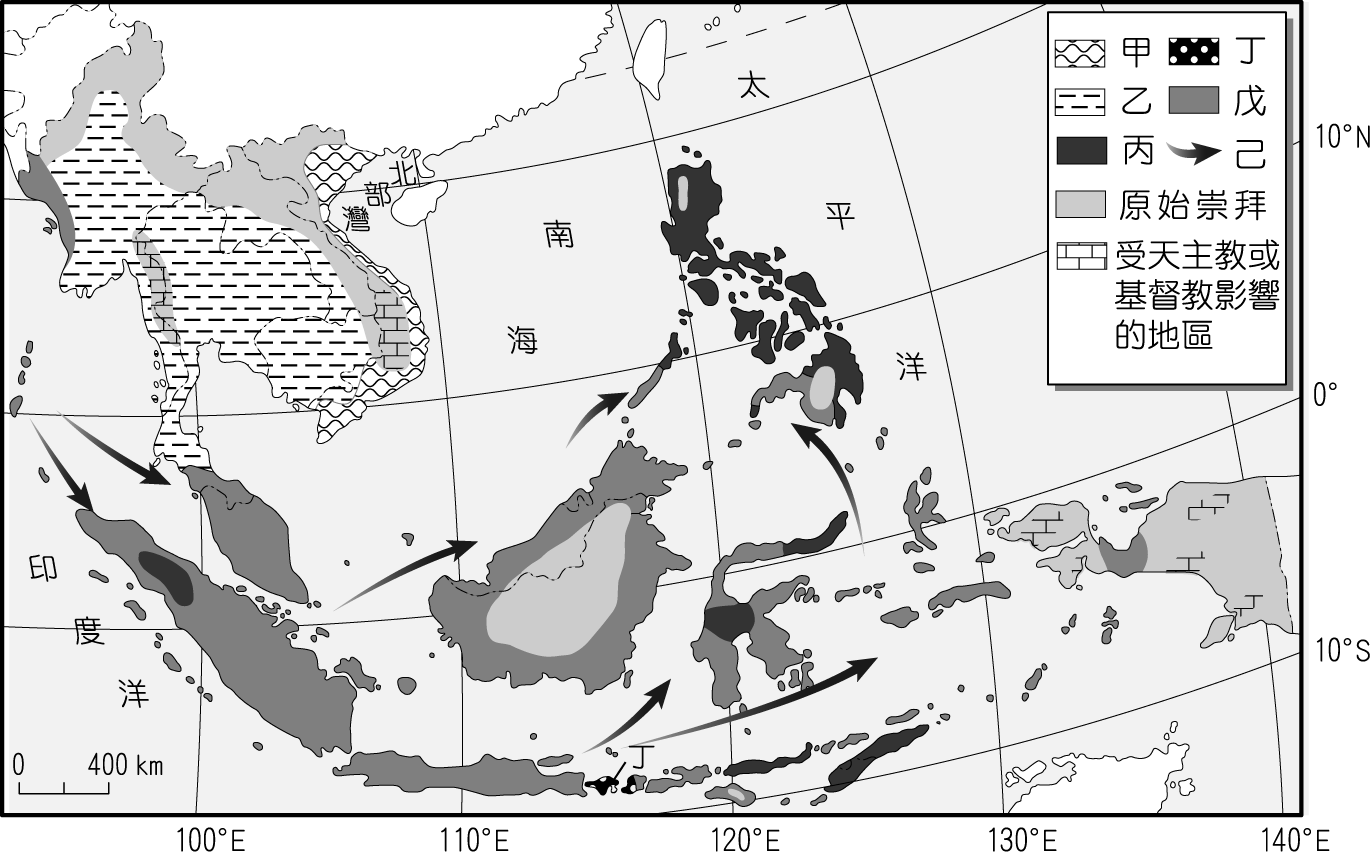 甲
丁
乙
戊
丙
己
原始崇拜
受天主教或
基督教影響
的地區
太
平
洋
北
部
灣
南
海
印
度
洋
丁
0 400 km
10°N
0°
10°S
100°E
110°E
120°E
130°E
140°E